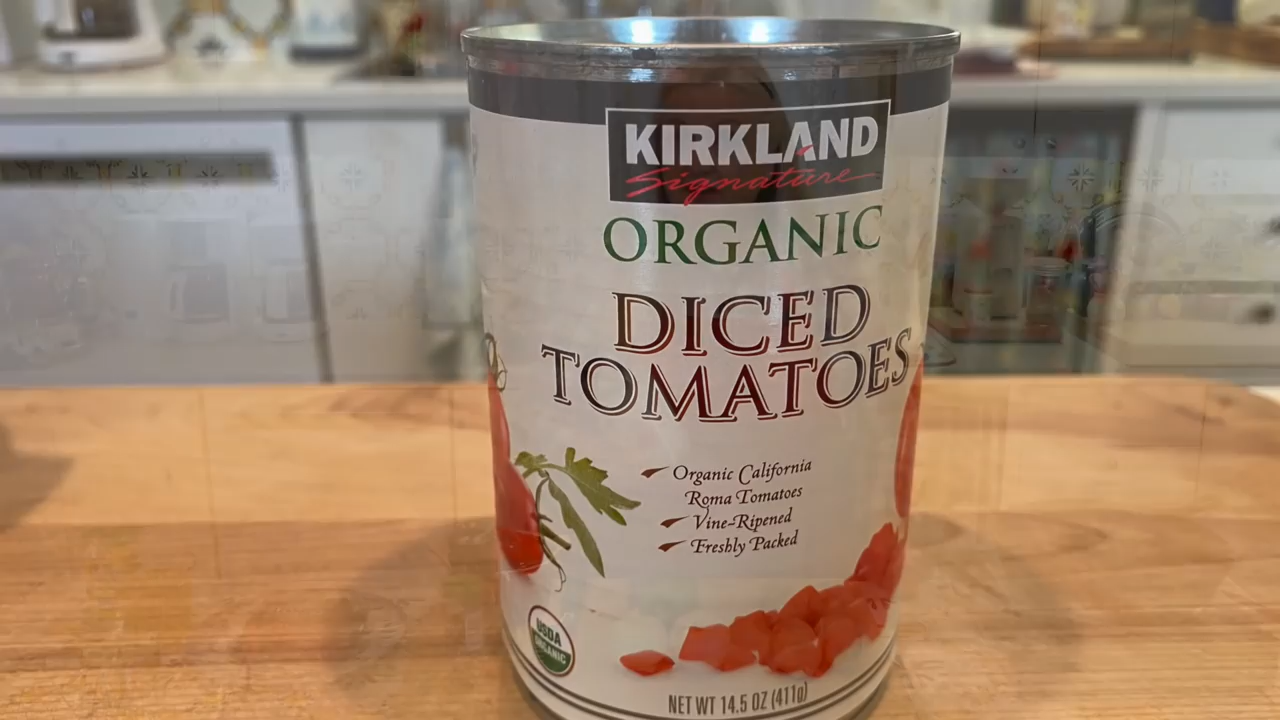 KIRKLAND
Signature
ORGANIC
DICED
TOMATOES
Organic California
Roma Tomatoes
Vine-Ripened
Freshly Packed
USDA
ORGANIC
NET WT 14.5 OZ (411g)